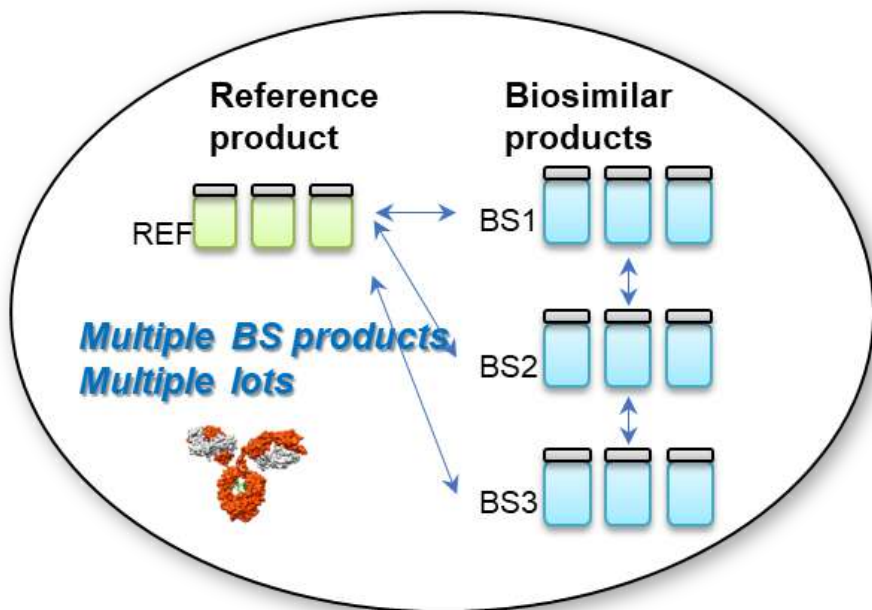 Reference
product
Biosimilar
products
REF
BS1
Multiple BS products
Multiple lots
BS2
BS3